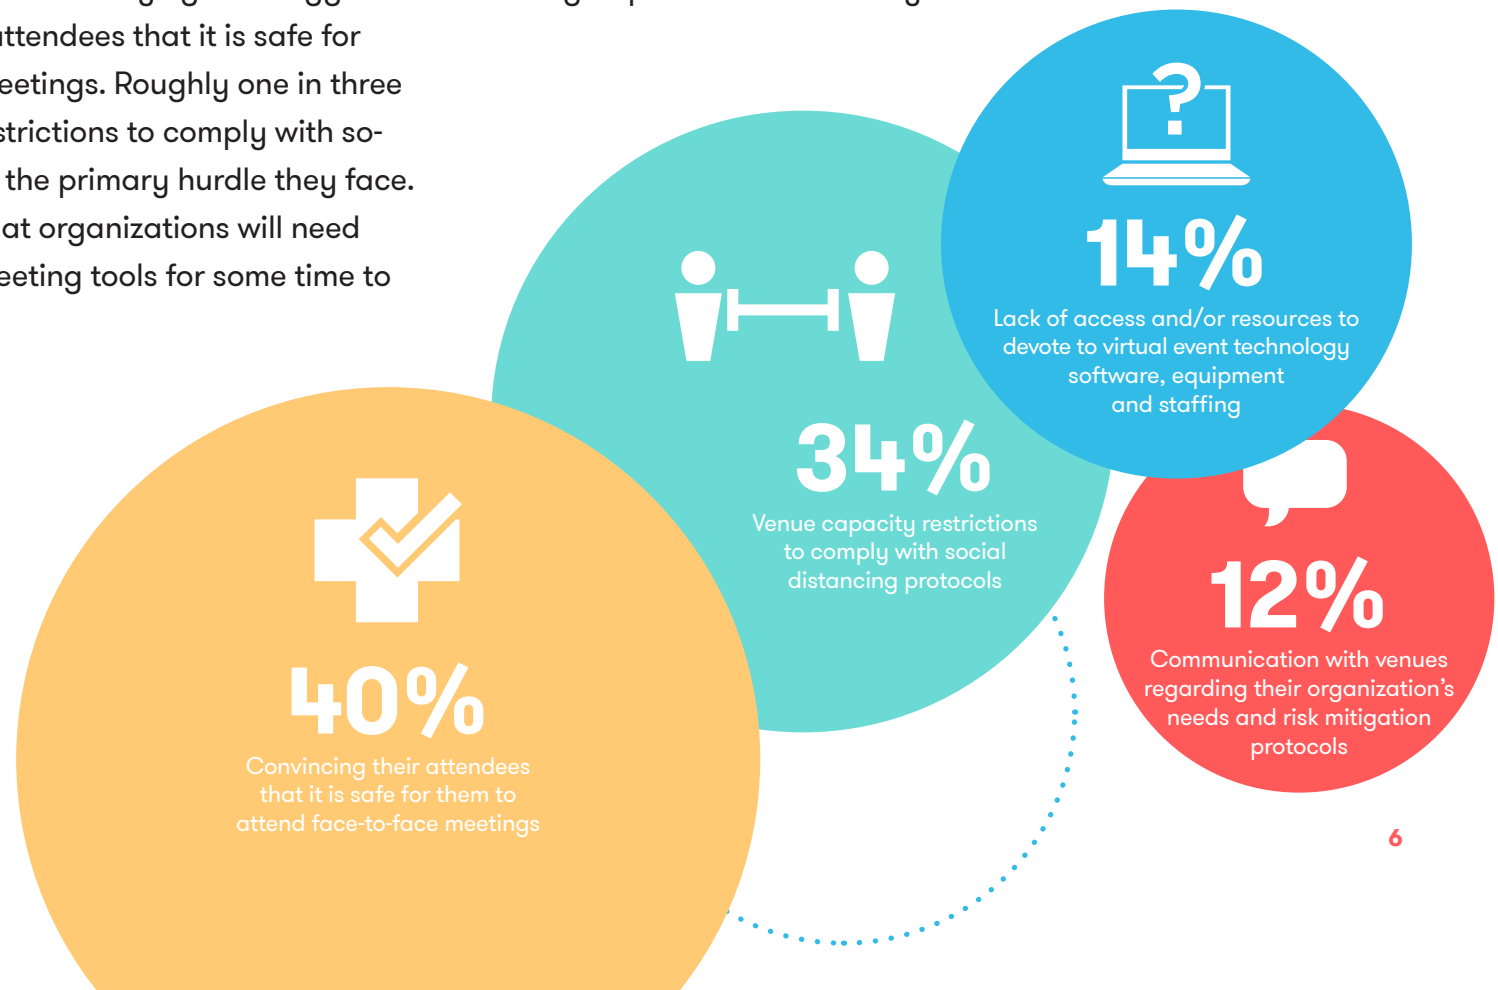 attendees that it is safe for
eetings. Roughly one in three
strictions to comply with so-
the primary hurdle they face.
at organizations will need
eeting tools for some time to
?
14%
Lack of access and/or resources to
devote to virtual event technology
software, equipment
and staffing
34%
Venue capacity restrictions
to comply with social
distancing protocols
12%
Communication with venues
regarding their organization’s
needs and risk mitigation
protocols
40%
Convincing their attendees
that it is safe for them to
attend face-to-face meetings
6